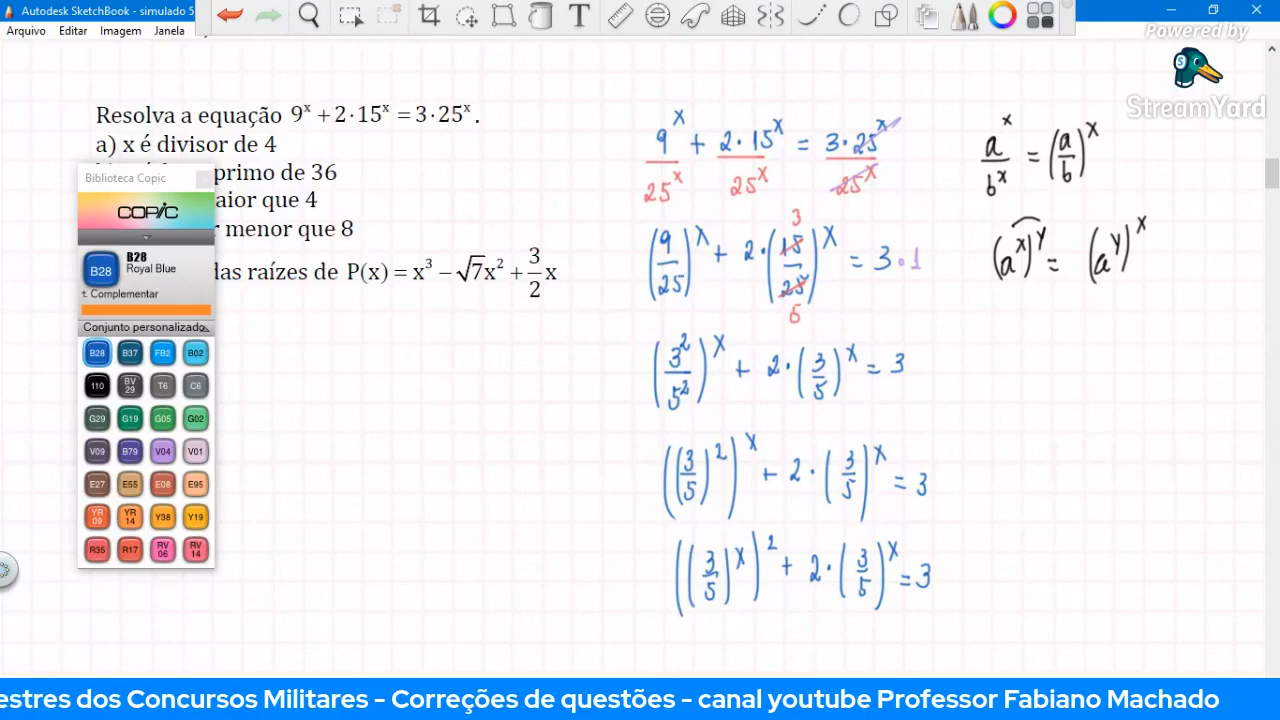 Autodesk SketchBook - simulado 5
Arquivo Editar Imagem Janela
Powered by
StreamYard
Resolva a equação 9ˣ + 2·15ˣ = 3·25ˣ.
a) x é divisor de 4
primo de 36
aior que 4
r menor que 8
das raízes de P(x) = x³ − √7x² + 3/2 x
Biblioteca Copic
COPIC
B28
B28
Royal Blue
Complementar
Conjunto personalizado
B28 B37 FB2 B02
110 BV29 T6 C6
G29 G19 G05 G02
V09 B79 V04 V01
E27 E55 E08 E95
YR09 YR14 Y38 Y19
R35 R17 RV06 RV14
9ˣ/25ˣ + 2·15ˣ/25ˣ = 3·25ˣ/25ˣ
(9/25)ˣ + 2·(15/25)ˣ = 3·1
3
5
(3²/5²)ˣ + 2·(3/5)ˣ = 3
((3/5)²)ˣ + 2·(3/5)ˣ = 3
((3/5)ˣ)² + 2·(3/5)ˣ = 3
aˣ/bˣ = (a/b)ˣ
(aˣ)ʸ = (aʸ)ˣ
estres dos Concursos Militares - Correções de questões - canal youtube Professor Fabiano Machado